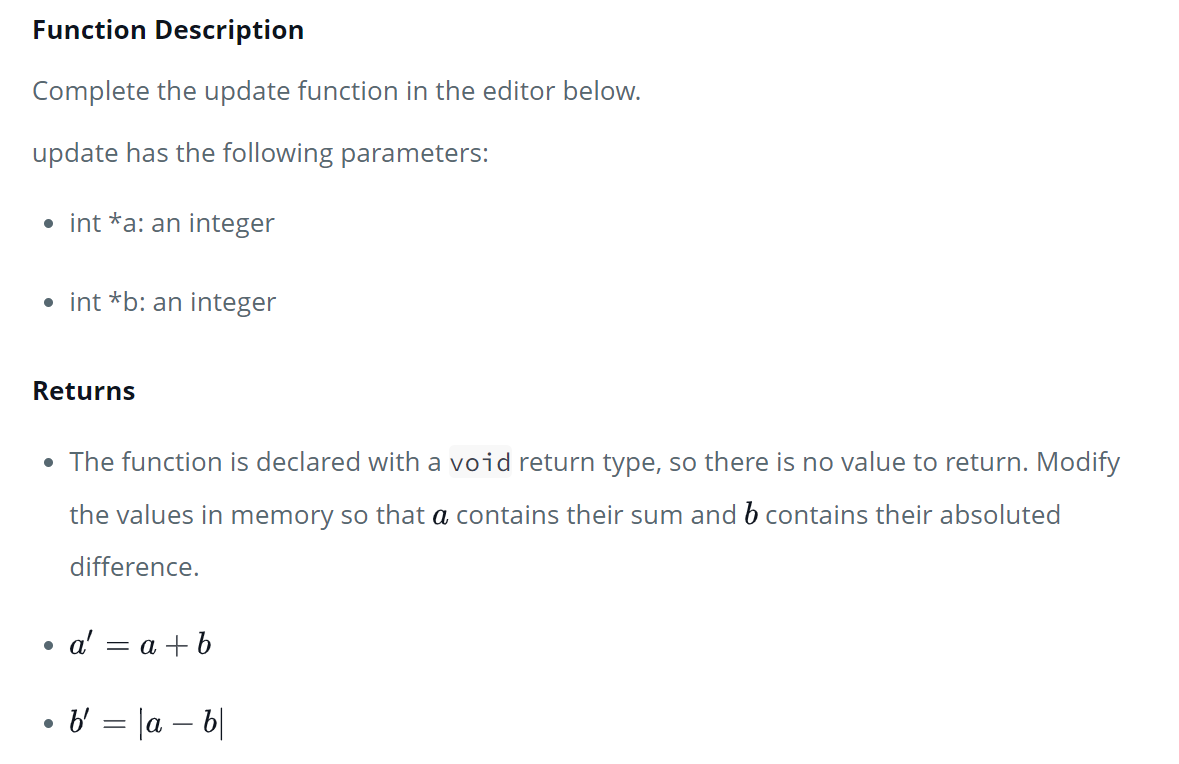 Function Description
Complete the update function in the editor below.
update has the following parameters:
• int *a: an integer
• int *b: an integer
Returns
• The function is declared with a void return type, so there is no value to return. Modify
the values in memory so that a contains their sum and b contains their absoluted
difference.
• a′ = a + b
• b′ = |a − b|